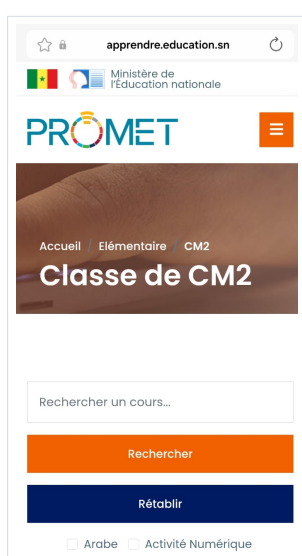 apprendre.education.sn
Ministère de
l'Éducation nationale
PROMET
Accueil / Elémentaire / CM2
Classe de CM2
Rechercher un cours...
Rechercher
Rétablir
Arabe Activité Numérique